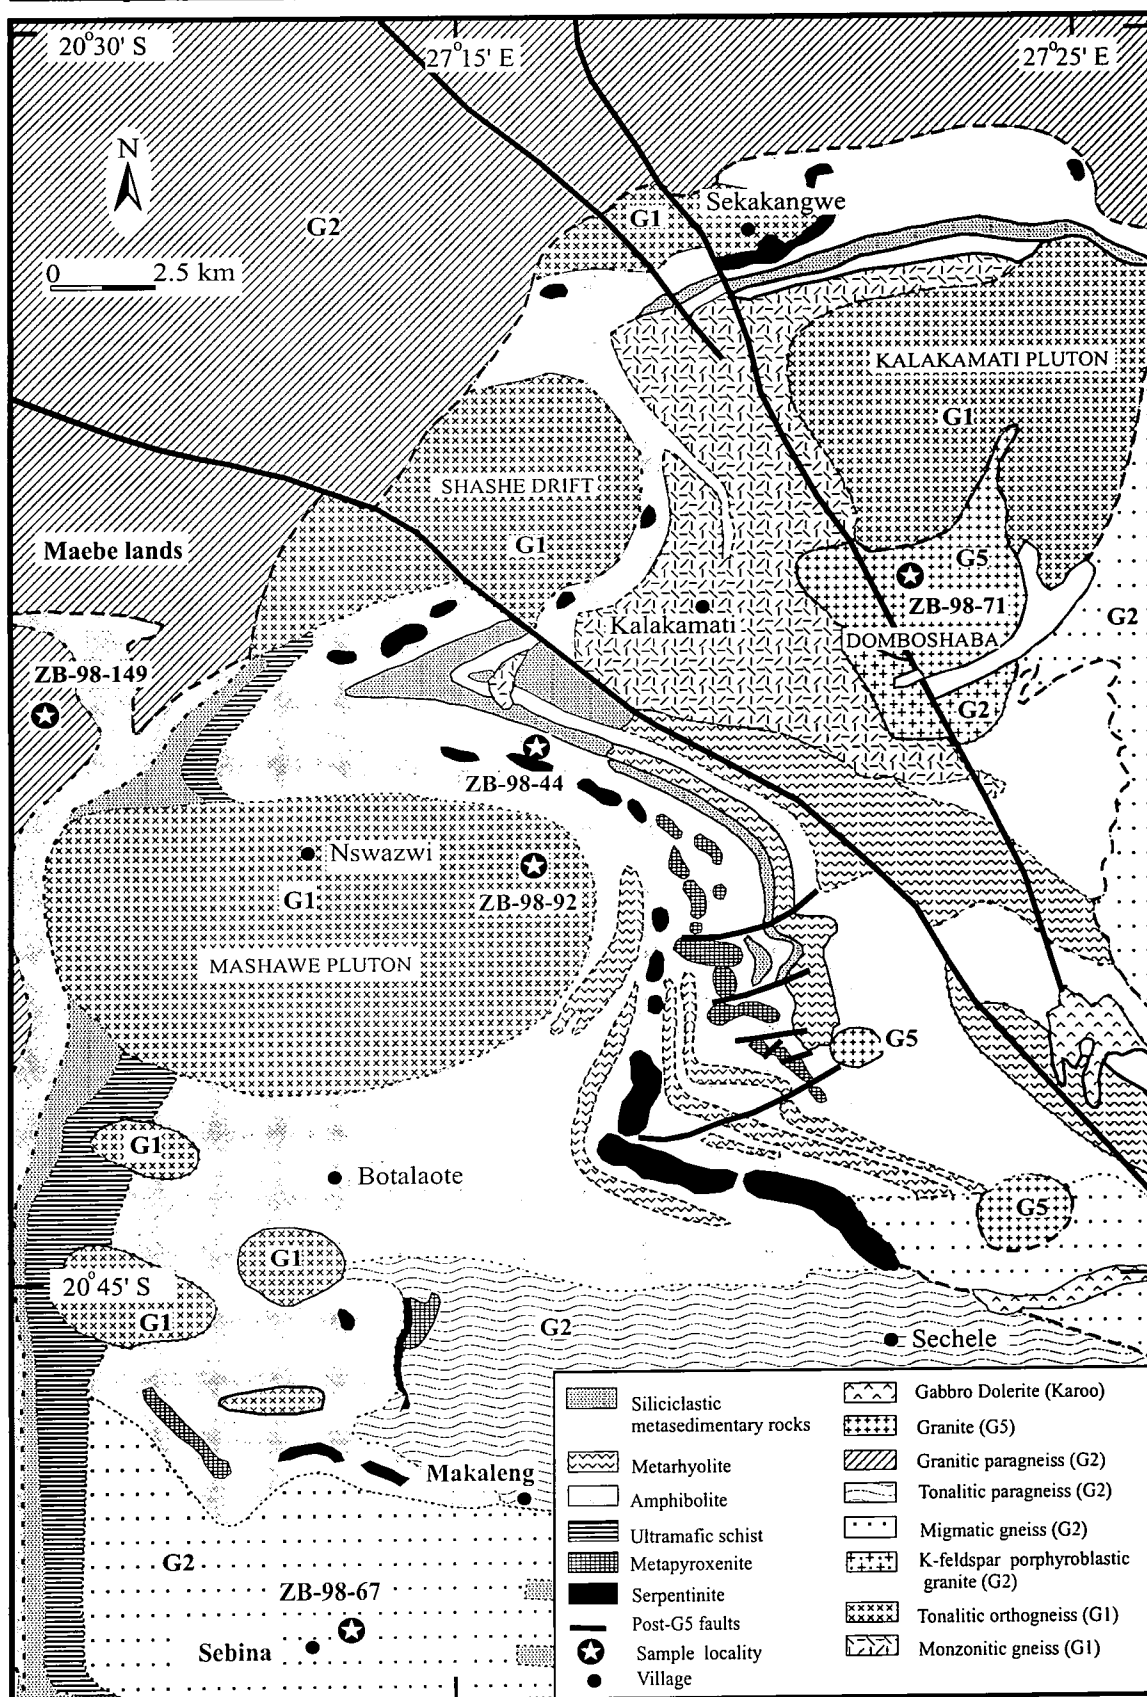 20°30' S
27°15' E
27°25' E
N
G2
0 2.5 km
G1
Sekakangwe
KALAKAMATI PLUTON
G1
SHASHE DRIFT
G1
Maebe lands
G5
ZB-98-71
Kalakamati
DOMBOSHABA
G2
ZB-98-149
G2
ZB-98-44
Nswazwi
G1
ZB-98-92
MASHAWE PLUTON
G5
G1
Botalaote
G5
G1
20°45' S
G1
G2
Sechele
Makaleng
G2
ZB-98-67
Sebina
Siliciclastic
metasedimentary rocks
Metarhyolite
Amphibolite
Ultramafic schist
Metapyroxenite
Serpentinite
Post-G5 faults
Sample locality
Village
Gabbro Dolerite (Karoo)
Granite (G5)
Granitic paragneiss (G2)
Tonalitic paragneiss (G2)
Migmatic gneiss (G2)
K-feldspar porphyroblastic
granite (G2)
Tonalitic orthogneiss (G1)
Monzonitic gneiss (G1)